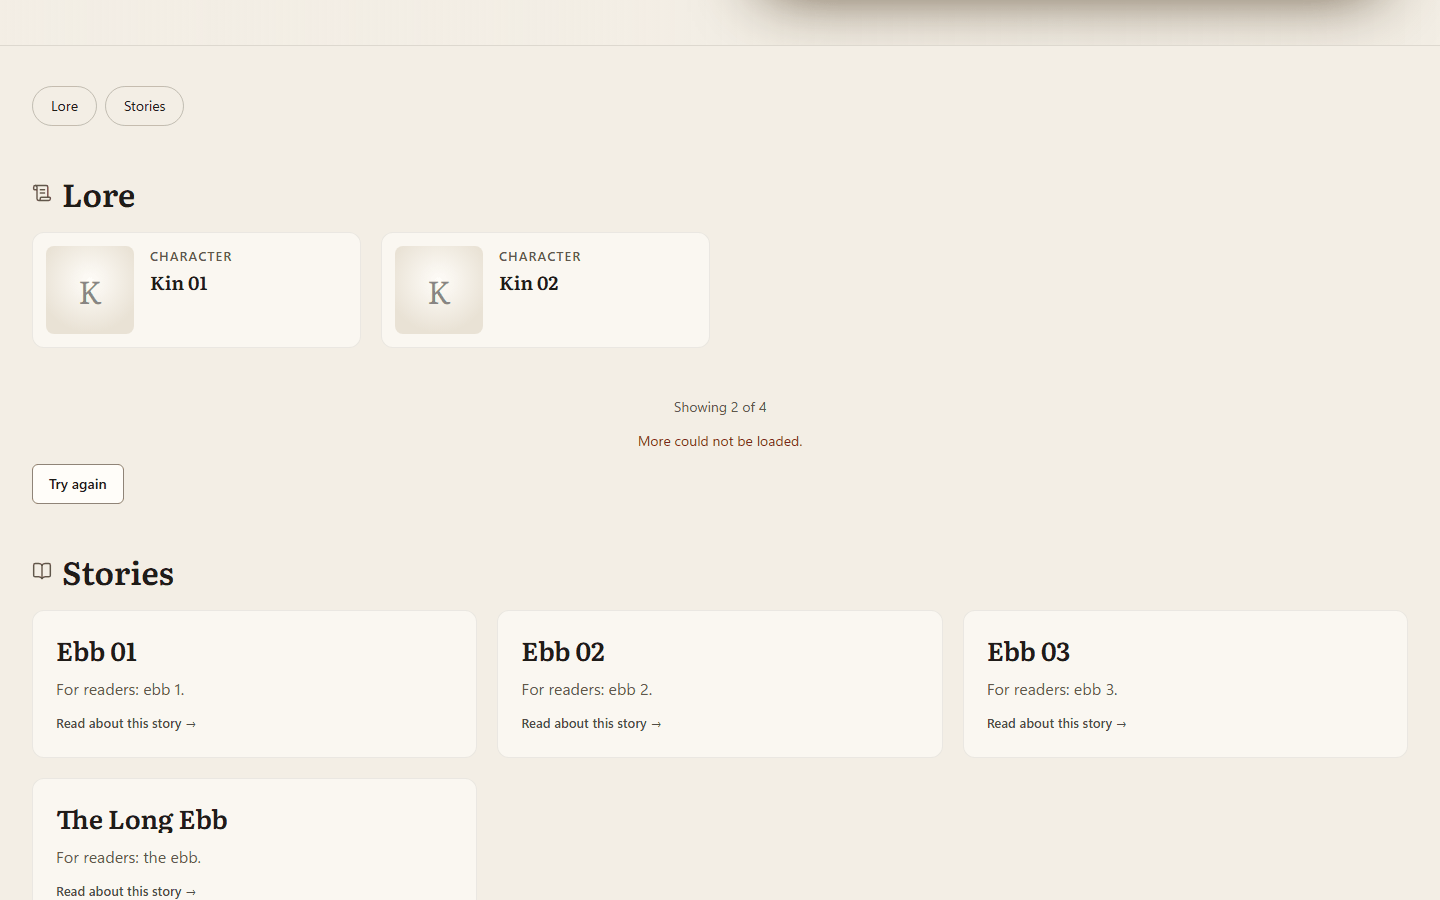 Lore
Stories
Lore
K
CHARACTER
Kin 01
K
CHARACTER
Kin 02
Showing 2 of 4
More could not be loaded.
Try again
Stories
Ebb 01
For readers: ebb 1.
Read about this story →
Ebb 02
For readers: ebb 2.
Read about this story →
Ebb 03
For readers: ebb 3.
Read about this story →
The Long Ebb
For readers: the ebb.
Read about this story →